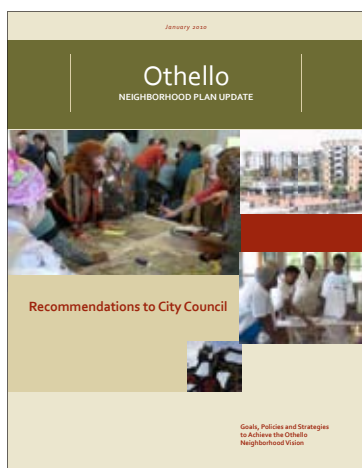 January 2010
Othello
NEIGHBORHOOD PLAN UPDATE
Recommendations to City Council
Goals, Policies and Strategies
to Achieve the Othello
Neighborhood Vision